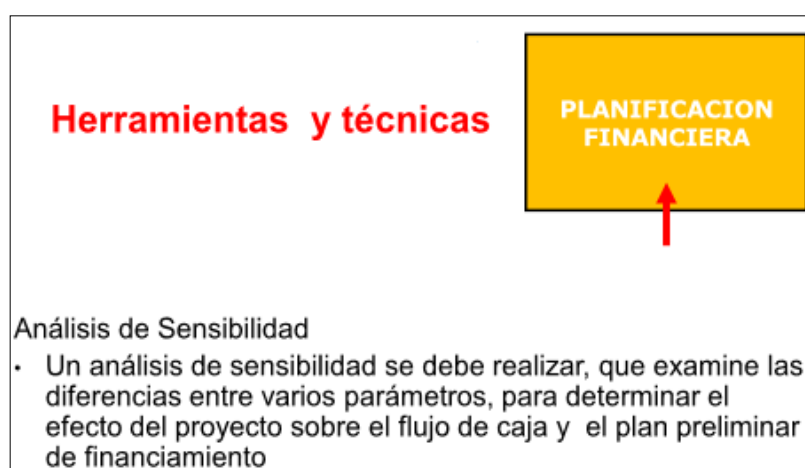 Herramientas y técnicas
PLANIFICACION
FINANCIERA
Análisis de Sensibilidad
• Un análisis de sensibilidad se debe realizar, que examine las
diferencias entre varios parámetros, para determinar el
efecto del proyecto sobre el flujo de caja y el plan preliminar
de financiamiento